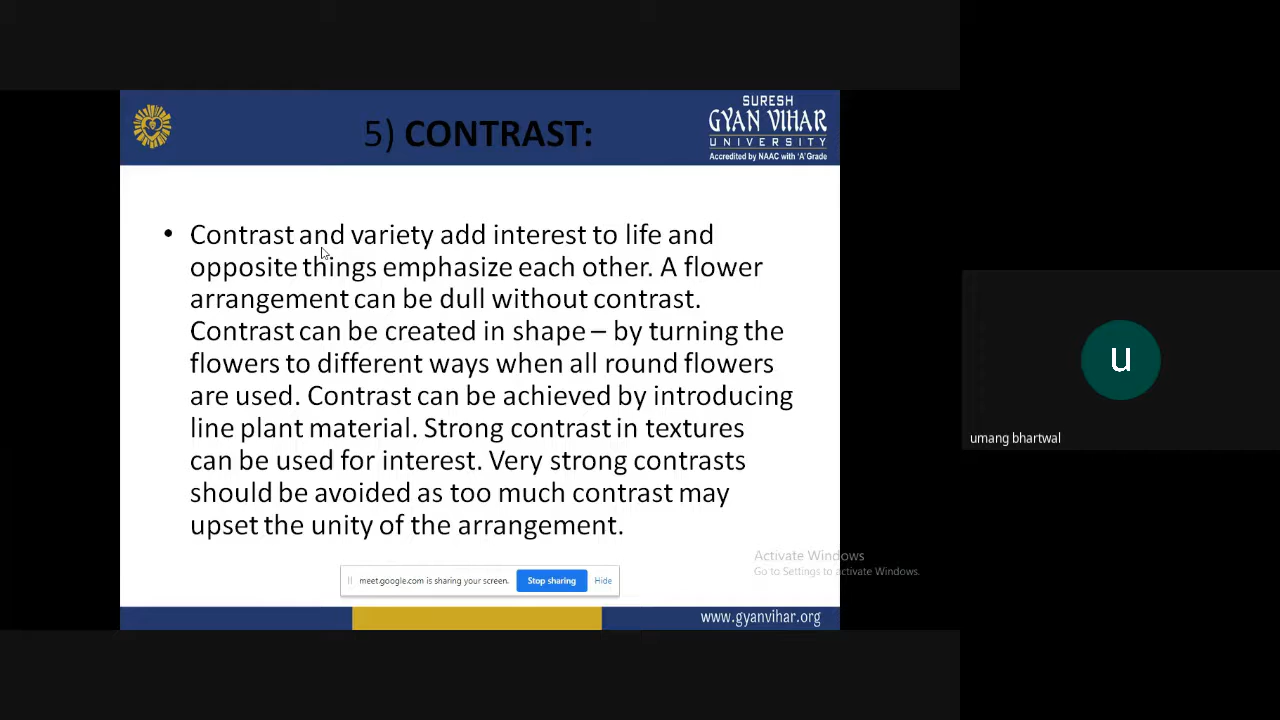 5) CONTRAST:
SURESH
GYAN VIHAR
UNIVERSITY
Accredited by NAAC with 'A' Grade
• Contrast and variety add interest to life and
opposite things emphasize each other. A flower
arrangement can be dull without contrast.
Contrast can be created in shape – by turning the
flowers to different ways when all round flowers
are used. Contrast can be achieved by introducing
line plant material. Strong contrast in textures
can be used for interest. Very strong contrasts
should be avoided as too much contrast may
upset the unity of the arrangement.
Activate Windows
Go to Settings to activate Windows.
meet.google.com is sharing your screen. Stop sharing Hide
www.gyanvihar.org
u
umang bhartwal